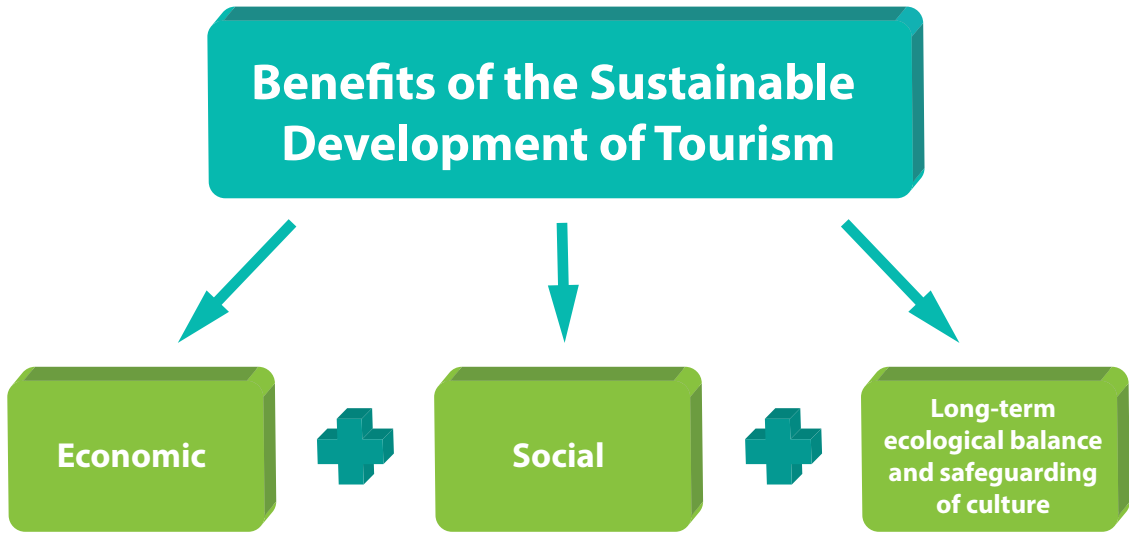 Benefits of the Sustainable
Development of Tourism
Economic
Social
Long-term
ecological balance
and safeguarding
of culture